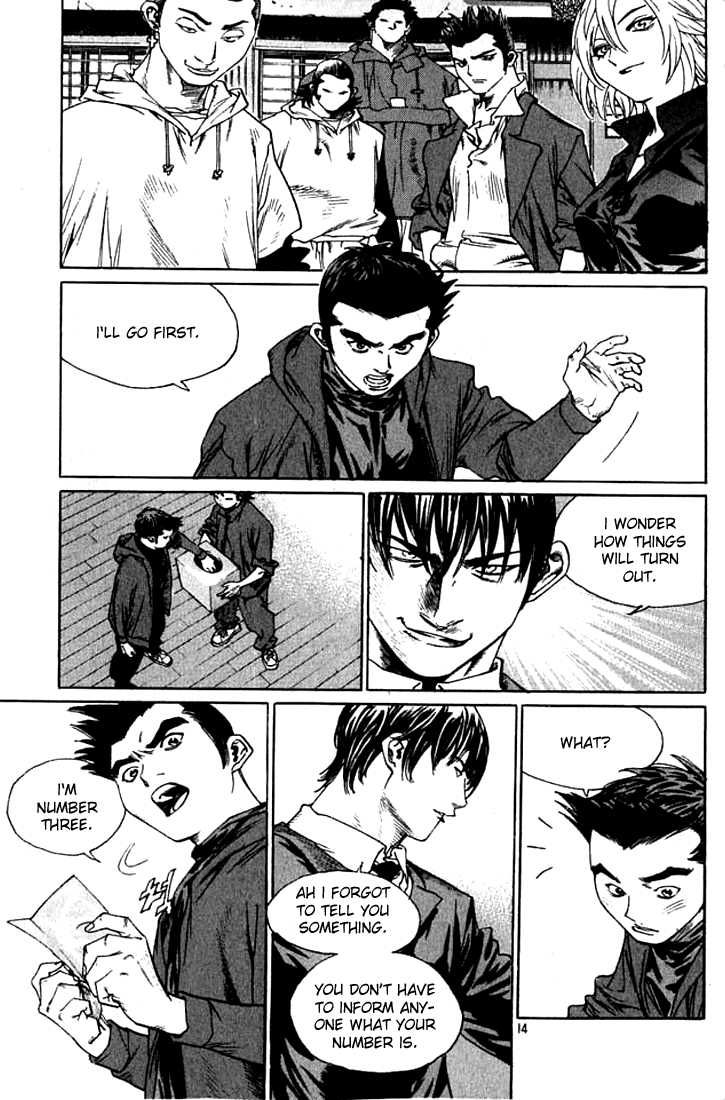 I'LL GO FIRST.
I WONDER
HOW THINGS
WILL TURN
OUT.
I'M
NUMBER
THREE.
AH I FORGOT
TO TELL YOU
SOMETHING.
YOU DON'T HAVE
TO INFORM ANY-
ONE WHAT YOUR
NUMBER IS.
WHAT?
14